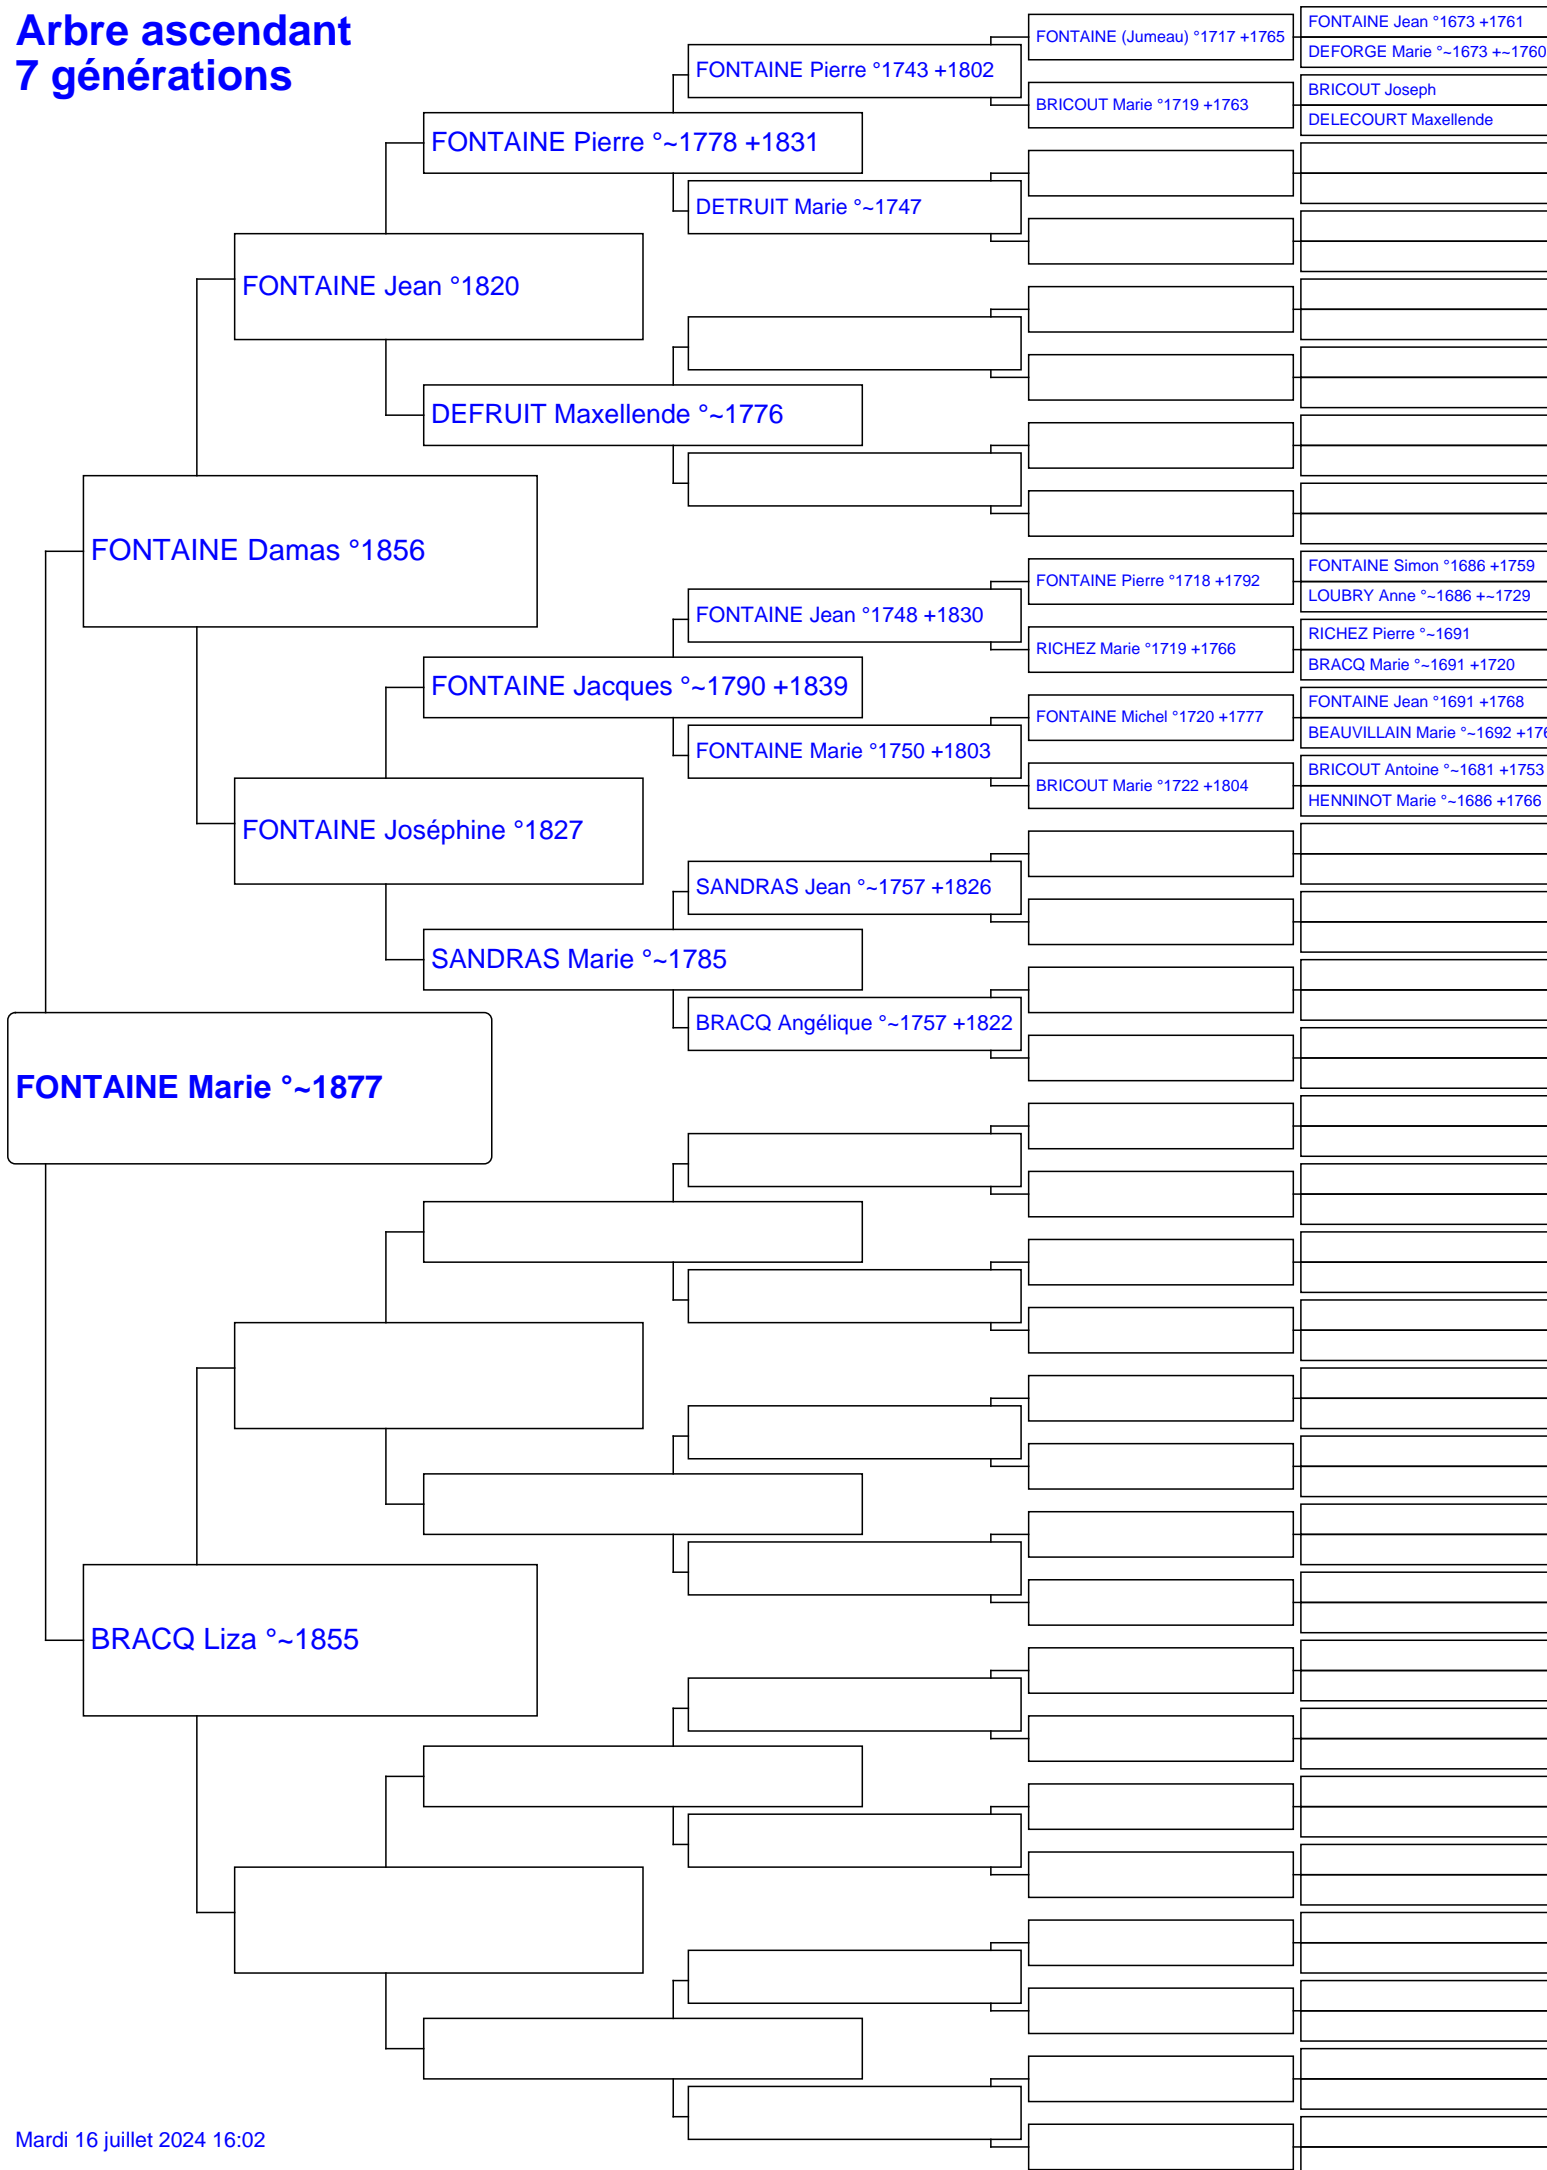 Arbre ascendant
7 générations
FONTAINE (Jumeau) °1717 +1765
FONTAINE Jean °1673 +1761
DEFORGE Marie °~1673 +~1760
FONTAINE Pierre °1743 +1802
BRICOUT Marie °1719 +1763
BRICOUT Joseph
DELECOURT Maxellende
FONTAINE Pierre °~1778 +1831
DETRUIT Marie °~1747
FONTAINE Jean °1820
DEFRUIT Maxellende °~1776
FONTAINE Damas °1856
FONTAINE Pierre °1718 +1792
FONTAINE Simon °1686 +1759
LOUBRY Anne °~1686 +~1729
FONTAINE Jean °1748 +1830
RICHEZ Marie °1719 +1766
RICHEZ Pierre °~1691
BRACQ Marie °~1691 +1720
FONTAINE Jacques °~1790 +1839
FONTAINE Michel °1720 +1777
FONTAINE Jean °1691 +1768
BEAUVILLAIN Marie °~1692
FONTAINE Marie °1750 +1803
BRICOUT Marie °1722 +1804
BRICOUT Antoine °~1681 +1753
HENNINOT Marie °~1686 +1766
FONTAINE Joséphine °1827
SANDRAS Jean °~1757 +1826
SANDRAS Marie °~1785
BRACQ Angélique °~1757 +1822
FONTAINE Marie °~1877
BRACQ Liza °~1855
Mardi 16 juillet 2024 16:02